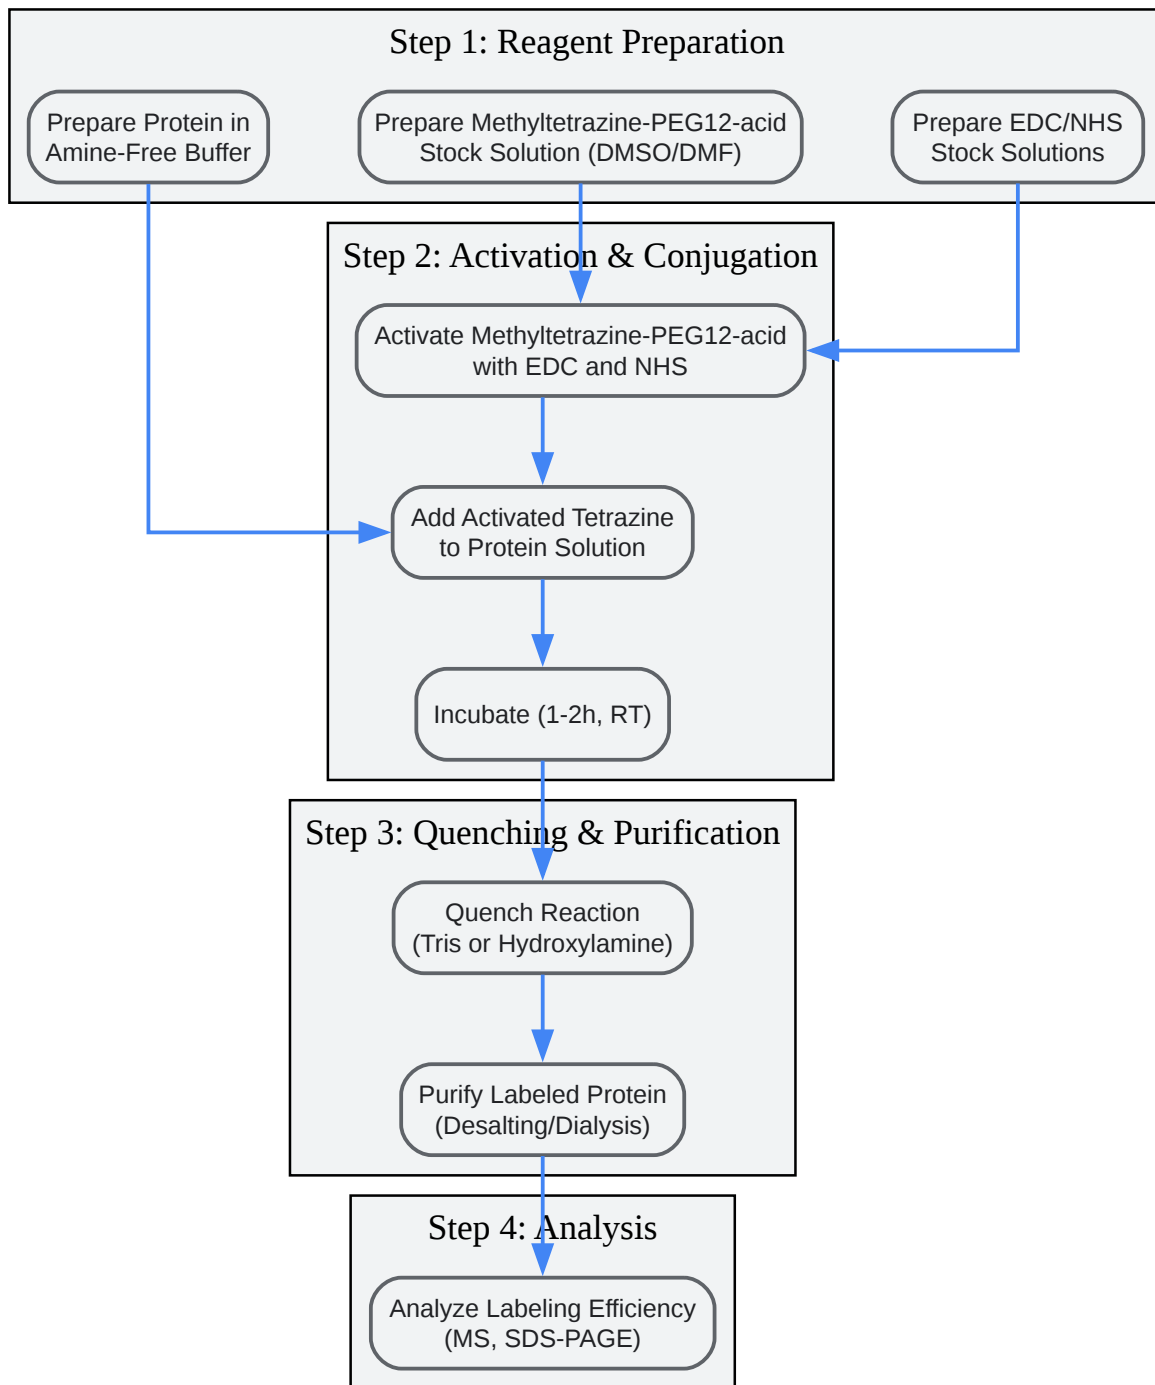 Step 1: Reagent Preparation
Prepare Protein in
Amine-Free Buffer
Prepare Methyltetrazine-PEG12-acid
Stock Solution (DMSO/DMF)
Prepare EDC/NHS
Stock Solutions
Step 2: Activation & Conjugation
Activate Methyltetrazine-PEG12-acid
with EDC and NHS
Add Activated Tetrazine
to Protein Solution
Incubate (1-2h, RT)
Step 3: Quenching & Purification
Quench Reaction
(Tris or Hydroxylamine)
Purify Labeled Protein
(Desalting/Dialysis)
Step 4: Analysis
Analyze Labeling Efficiency
(MS, SDS-PAGE)